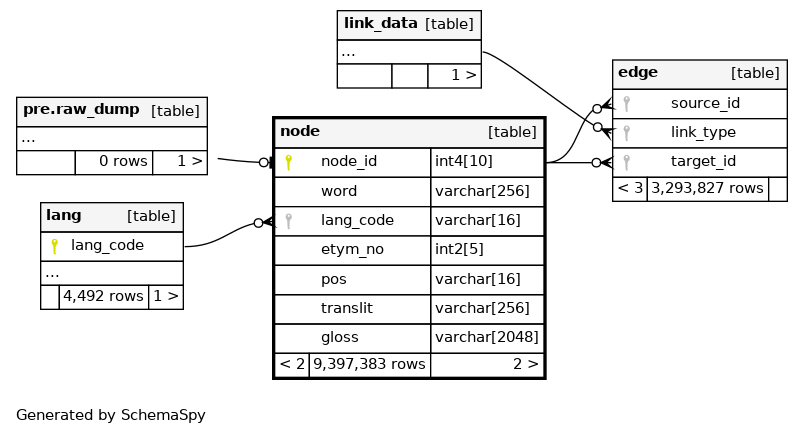 link_data [table]
...
1 >
edge [table]
source_id
link_type
target_id
< 3 3,293,827 rows
pre.raw_dump [table]
...
0 rows 1 >
node [table]
node_id int4[10]
word varchar[256]
lang_code varchar[16]
etym_no int2[5]
pos varchar[16]
translit varchar[256]
gloss varchar[2048]
< 2 9,397,383 rows 2 >
lang [table]
lang_code
...
4,492 rows 1 >
Generated by SchemaSpy